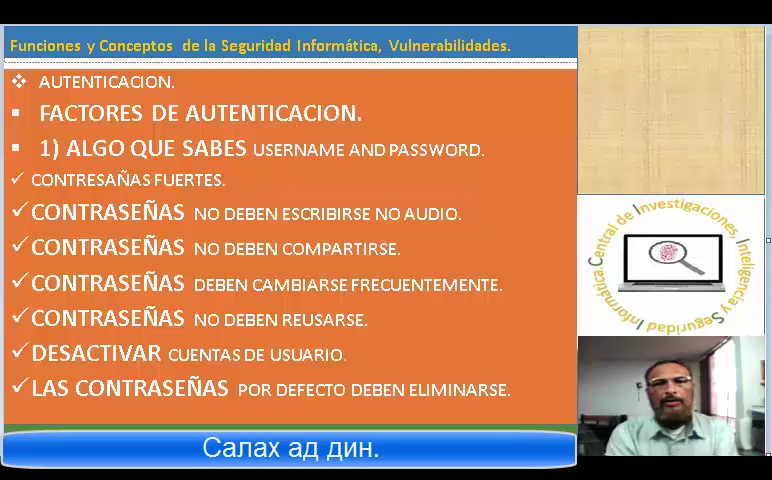 Funciones y Conceptos de la Seguridad Informática, Vulnerabilidades.
❖ AUTENTICACION.
▪ FACTORES DE AUTENTICACION.
▪ 1) ALGO QUE SABES USERNAME AND PASSWORD.
✓ CONTRESAÑAS FUERTES.
✓ CONTRASEÑAS NO DEBEN ESCRIBIRSE NO AUDIO.
✓ CONTRASEÑAS NO DEBEN COMPARTIRSE.
✓ CONTRASEÑAS DEBEN CAMBIARSE FRECUENTEMENTE.
✓ CONTRASEÑAS NO DEBEN REUSARSE.
✓ DESACTIVAR CUENTAS DE USUARIO.
✓ LAS CONTRASEÑAS POR DEFECTO DEBEN ELIMINARSE.
Салах ад дин.
Central de Investigaciones, Inteligencia y Seguridad Informática.